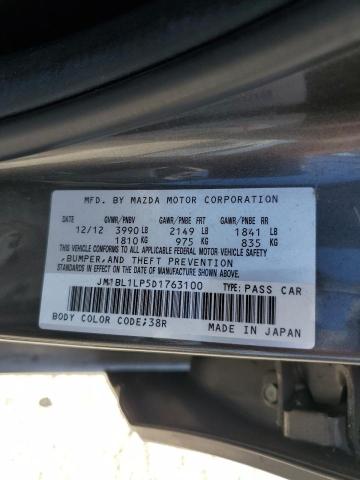 MFD. BY MAZDA MOTOR CORPORATION
DATE GVWR/PNBV GAWR/PNBE FRT GAWR/PNBE RR
12/12 3990 LB 2149 LB 1841 LB
1810 KG 975 KG 835 KG
THIS VEHICLE CONFORMS TO ALL
APPLICABLE FEDERAL MOTOR VEHICLE SAFETY
,BUMPER,AND THEFT PREVENTION
STANDARDS IN EFFECT ON THE DATE OF MANUFACTURE SHOWN ABOVE.
JM1BL1LP5D1763100 TYPE:PASS CAR
BODY COLOR CODE;38R MADE IN JAPAN